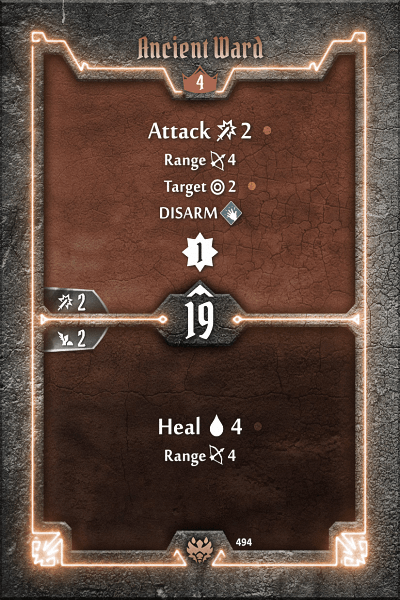 Ancient Ward
4
Attack 2
Range 4
Target 2
DISARM
1
2
19
2
Heal 4
Range 4
494